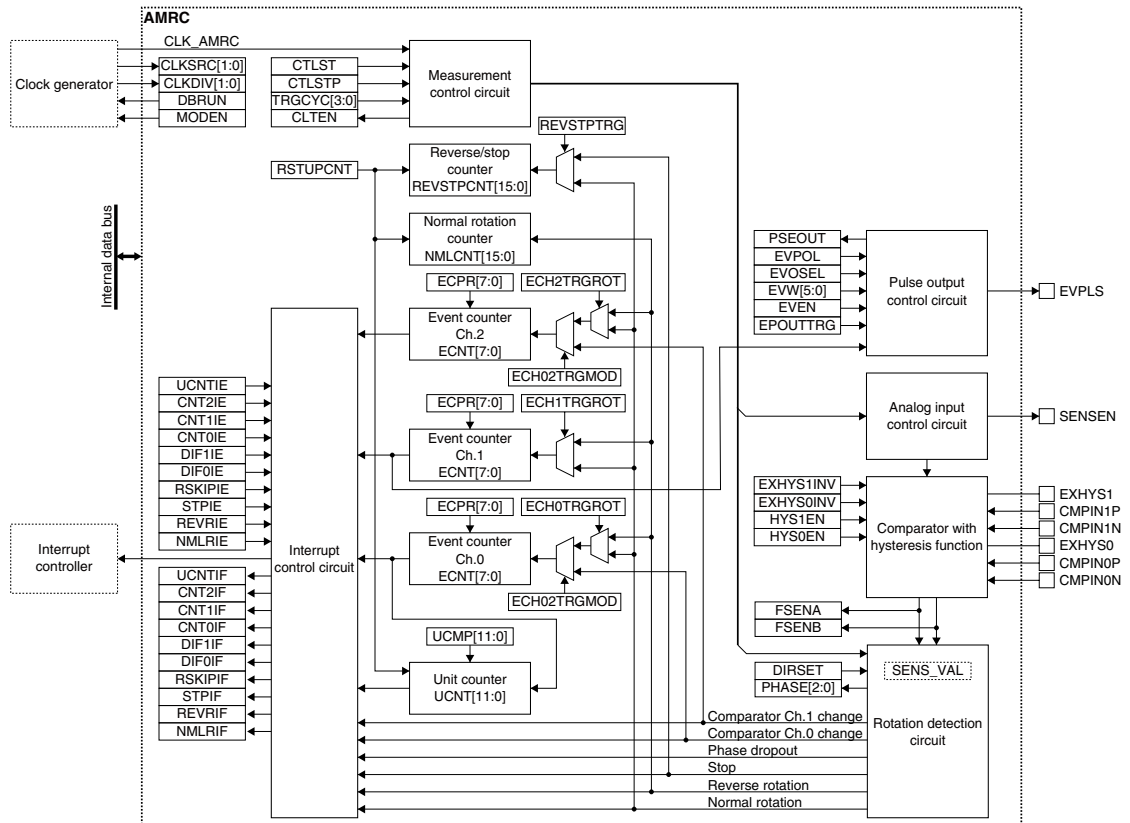 AMRC
CLK_AMRC
Clock generator
CLKSRC[1:0]
CLKDIV[1:0]
DBRUN
MODEN
CTLST
CTLSTP
TRGCYC[3:0]
CLTEN
Measurement
control circuit
REVSTPTRG
RSTUPCNT
Reverse/stop
counter
REVSTPCNT[15:0]
Normal rotation
counter
NMLCNT[15:0]
Internal data bus
ECPR[7:0]
ECH2TRGROT
Event counter
Ch.2
ECNT[7:0]
ECH02TRGMOD
PSEOUT
EVPOL
EVOSEL
EVW[5:0]
EVEN
EPOUTTRG
Pulse output
control circuit
EVPLS
ECPR[7:0]
ECH1TRGROT
Event counter
Ch.1
ECNT[7:0]
Analog input
control circuit
SENSEN
UCNTIE
CNT2IE
CNT1IE
CNT0IE
DIF1IE
DIF0IE
RSKIPIE
STPIE
REVRIE
NMLRIE
ECPR[7:0]
ECH0TRGROT
Event counter
Ch.0
ECNT[7:0]
ECH02TRGMOD
EXHYS1INV
EXHYS0INV
HYS1EN
HYS0EN
Comparator with
hysteresis function
EXHYS1
CMPIN1P
CMPIN1N
EXHYS0
CMPIN0P
CMPIN0N
Interrupt
controller
Interrupt
control circuit
UCNTIF
CNT2IF
CNT1IF
CNT0IF
DIF1IF
DIF0IF
RSKIPIF
STPIF
REVRIF
NMLRIF
UCMP[11:0]
Unit counter
UCNT[11:0]
FSENA
FSENB
DIRSET
PHASE[2:0]
SENS_VAL
Rotation detection
circuit
Comparator Ch.1 change
Comparator Ch.0 change
Phase dropout
Stop
Reverse rotation
Normal rotation